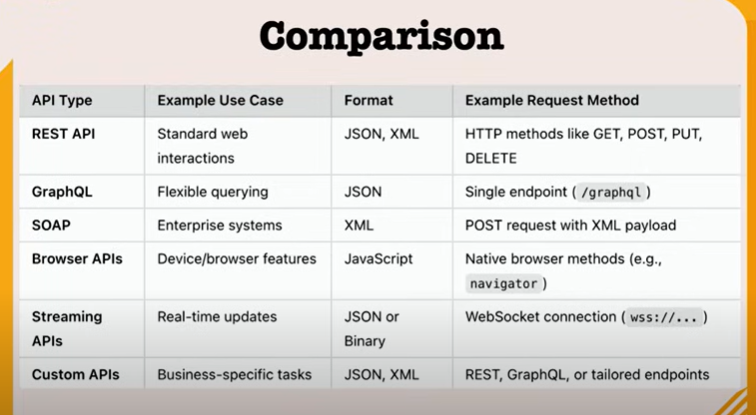 Comparison
API Type Example Use Case Format Example Request Method
REST API Standard web JSON, XML HTTP methods like GET, POST, PUT,
interactions DELETE
GraphQL Flexible querying JSON Single endpoint ( /graphql )
SOAP Enterprise systems XML POST request with XML payload
Browser APIs Device/browser features JavaScript Native browser methods (e.g.,
navigator )
Streaming Real-time updates JSON or WebSocket connection ( wss://... )
APIs Binary
Custom APIs Business-specific tasks JSON, XML REST, GraphQL, or tailored endpoints